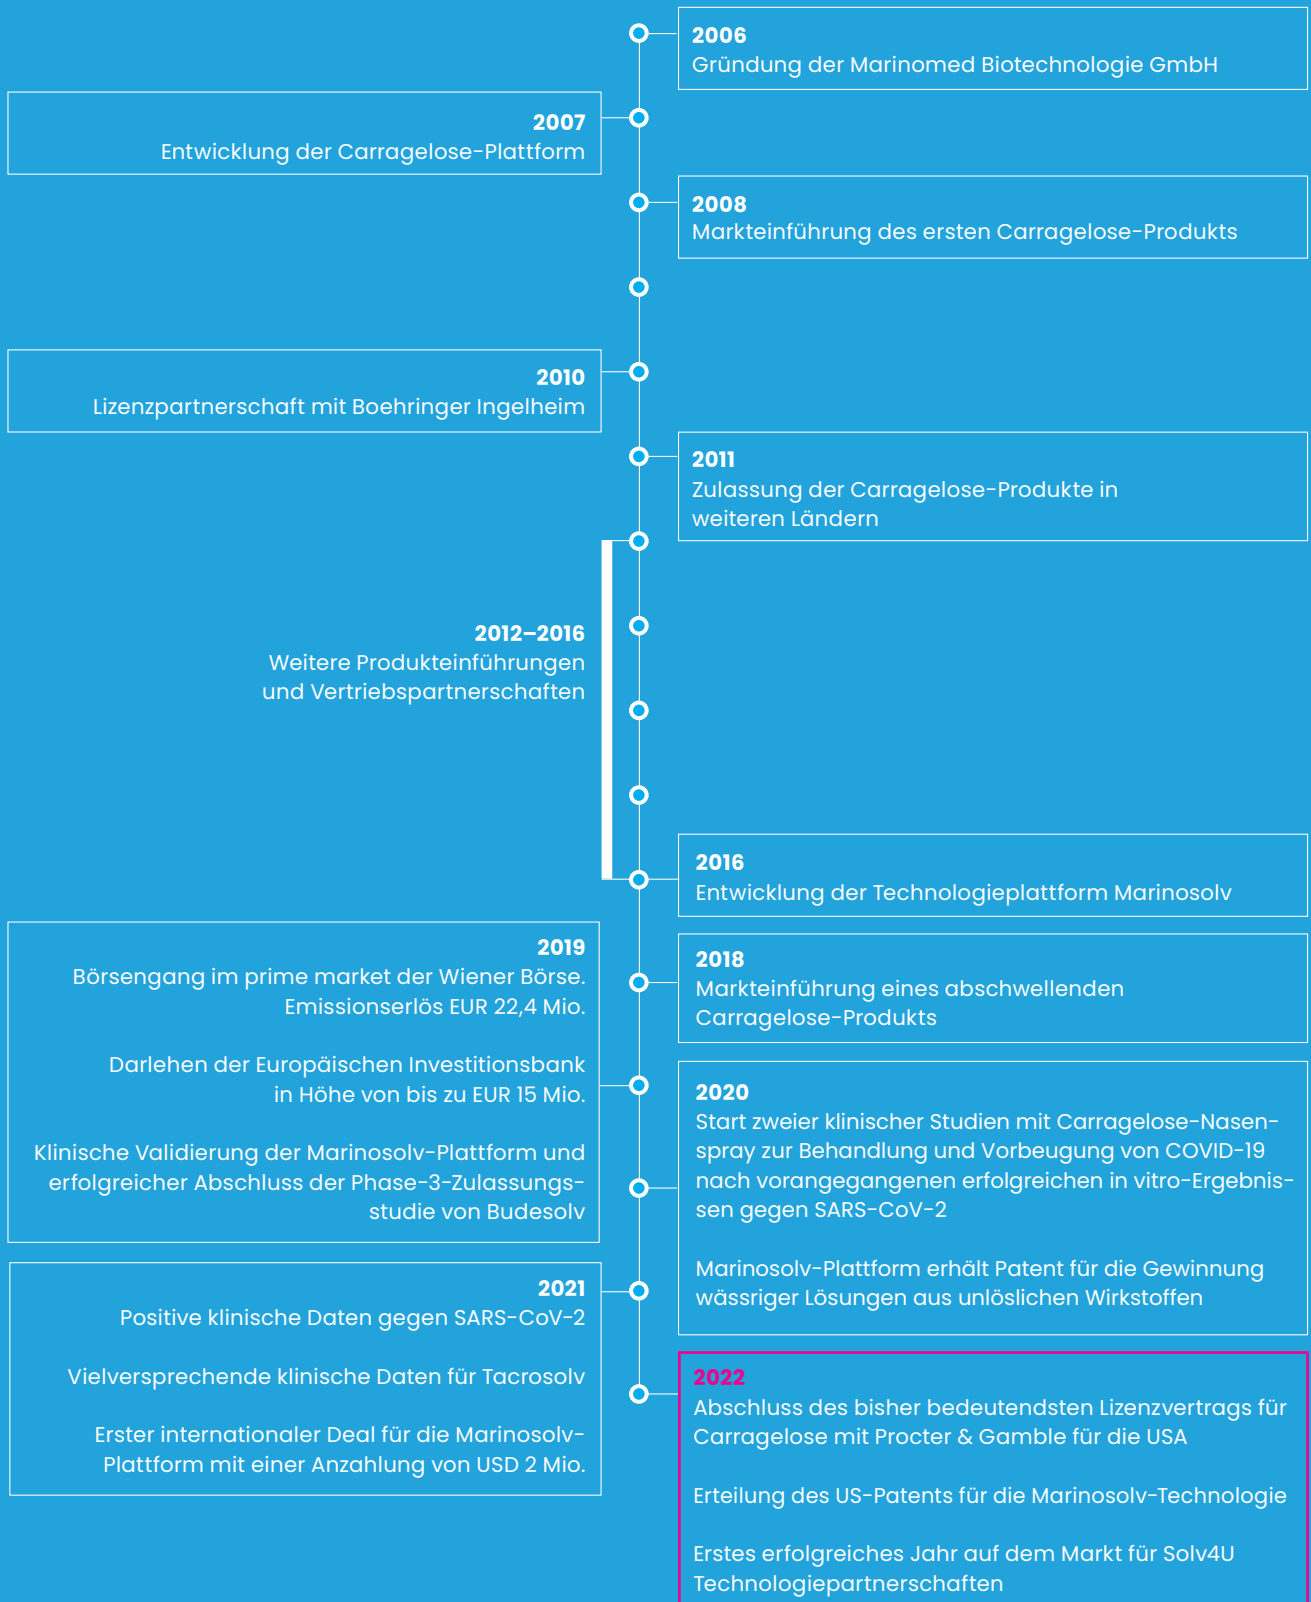 2006
Gründung der Marinomed Biotechnologie GmbH
2007
Entwicklung der Carragelose-Plattform
2008
Markteinführung des ersten Carragelose-Produkts
2010
Lizenzpartnerschaft mit Boehringer Ingelheim
2011
Zulassung der Carragelose-Produkte in
weiteren Ländern
2012–2016
Weitere Produkteinführungen
und Vertriebspartnerschaften
2016
Entwicklung der Technologieplattform Marinosolv
2018
Markteinführung eines abschwellenden
Carragelose-Produkts
2019
Börsengang im prime market der Wiener Börse.
Emissionserlös EUR 22,4 Mio.
Darlehen der Europäischen Investitionsbank
in Höhe von bis zu EUR 15 Mio.
Klinische Validierung der Marinosolv-Plattform und
erfolgreicher Abschluss der Phase-3-Zulassungs-
studie von Budesolv
2020
Start zweier klinischer Studien mit Carragelose-Nasen-
spray zur Behandlung und Vorbeugung von COVID-19
nach vorangegangenen erfolgreichen in vitro-Ergebnis-
sen gegen SARS-CoV-2
Marinosolv-Plattform erhält Patent für die Gewinnung
wässriger Lösungen aus unlöslichen Wirkstoffen
2021
Positive klinische Daten gegen SARS-CoV-2
Vielversprechende klinische Daten für Tacrosolv
Erster internationaler Deal für die Marinosolv-
Plattform mit einer Anzahlung von USD 2 Mio.
2022
Abschluss des bisher bedeutendsten Lizenzvertrags für
Carragelose mit Procter & Gamble für die USA
Erteilung des US-Patents für die Marinosolv-Technologie
Erstes erfolgreiches Jahr auf dem Markt für Solv4U
Technologiepartnerschaften